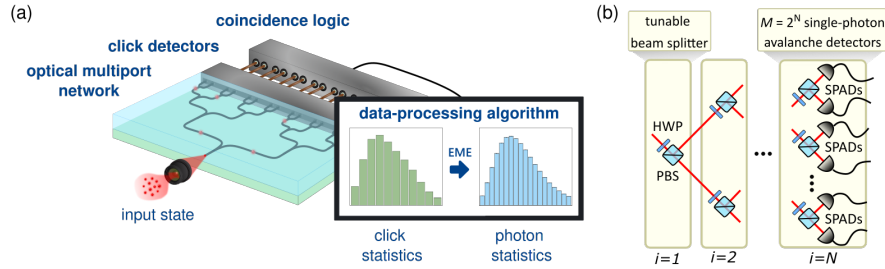 (a)
coincidence logic
click detectors
optical multiport
network
input state
data-processing algorithm
EME
click
statistics
photon
statistics
(b)
tunable
beam splitter
M = 2^N single-photon
avalanche detectors
HWP
PBS
SPADs
SPADs
SPADs
i=1
i=2
i=N